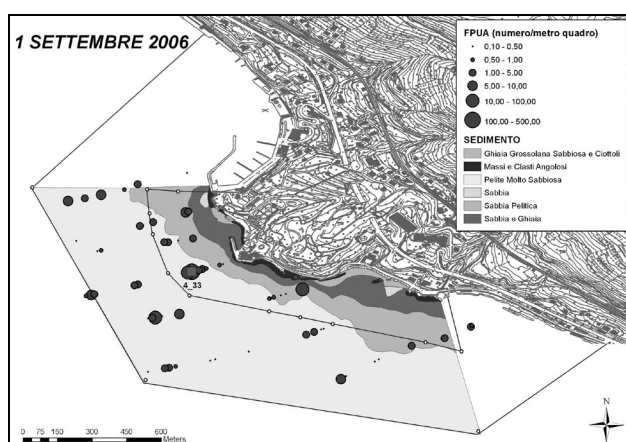 1 SETTEMBRE 2006
FPUA (numero/metro quadro)
0,10 - 0,50
0,50 - 1,00
1,00 - 5,00
5,00 - 10,00
10,00 - 100,00
100,00 - 500,00
SEDIMENTO
Ghiaia Grossolana Sabbiosa e Ciottoli
Massi e Clasti Angolosi
Pelite Molto Sabbiosa
Sabbia
Sabbia Pelitica
Sabbia e Ghiaia
4_33
N
0 75 150 300 450 600
Meters